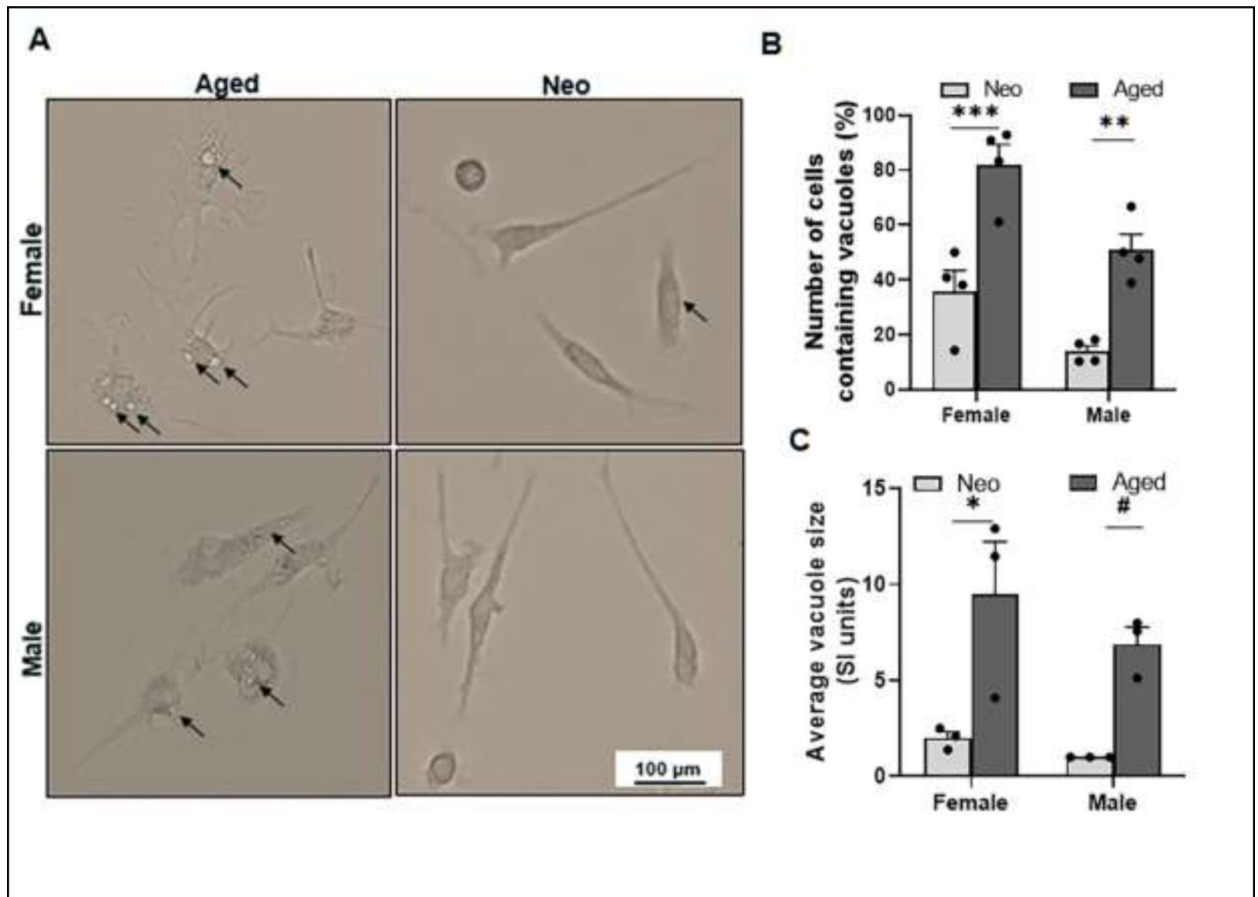 A
Aged Neo
Female
Male
100 µm
B
Neo Aged
Number of cells
containing vacuoles (%)
100
80
60
40
20
0
***
**
Female Male
C
Neo Aged
Average vacuole size
(SI units)
15
10
5
0
*
#
Female Male